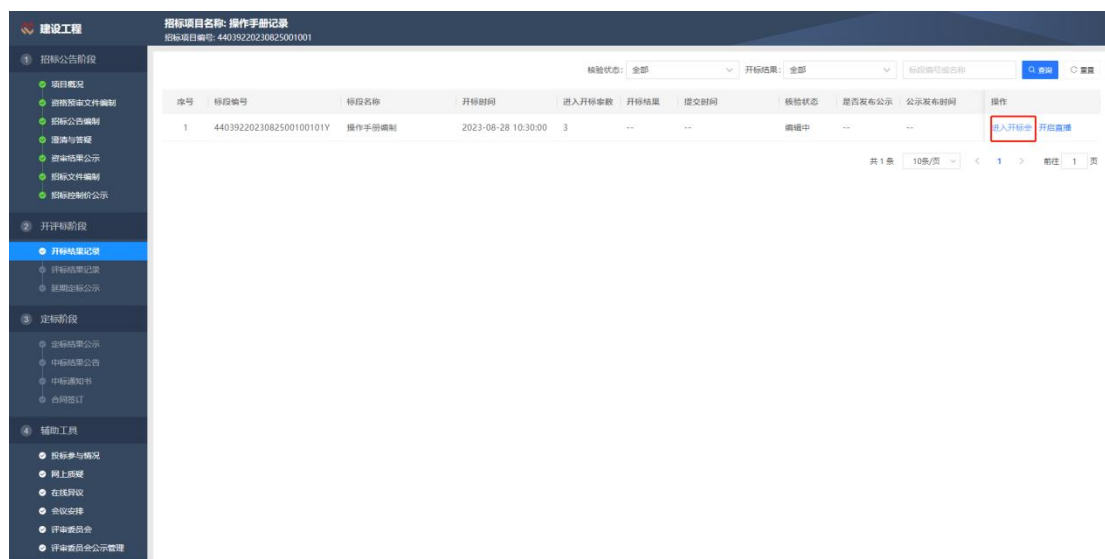 建设工程
招标项目名称: 操作手册记录
招标项目编号: 44039220230825001001
1 招标公告阶段
项目概况
资格预审文件编制
招标公告编制
澄清与答疑
资审结果公示
招标文件编制
招标控制价公示
2 开评标阶段
开标结果记录
评标结果记录
延期定标公示
3 定标阶段
定标结果公示
中标结果公告
中标通知书
合同签订
4 辅助工具
投标参与情况
网上质疑
在线异议
会议安排
评审委员会
评审委员会公示管理
核验状态: 全部 开标结果: 全部 标段编号或名称 查询 重置
序号 标段编号 标段名称 开标时间 进入开标家数 开标结果 提交时间 核验状态 是否发布公示 公示发布时间 操作
1 4403922023082500100101Y 操作手册编制 2023-08-28 10:30:00 3 -- -- 编辑中 -- -- 进入开标会 开启直播
共 1 条 10条/页 < 1 > 前往 1 页